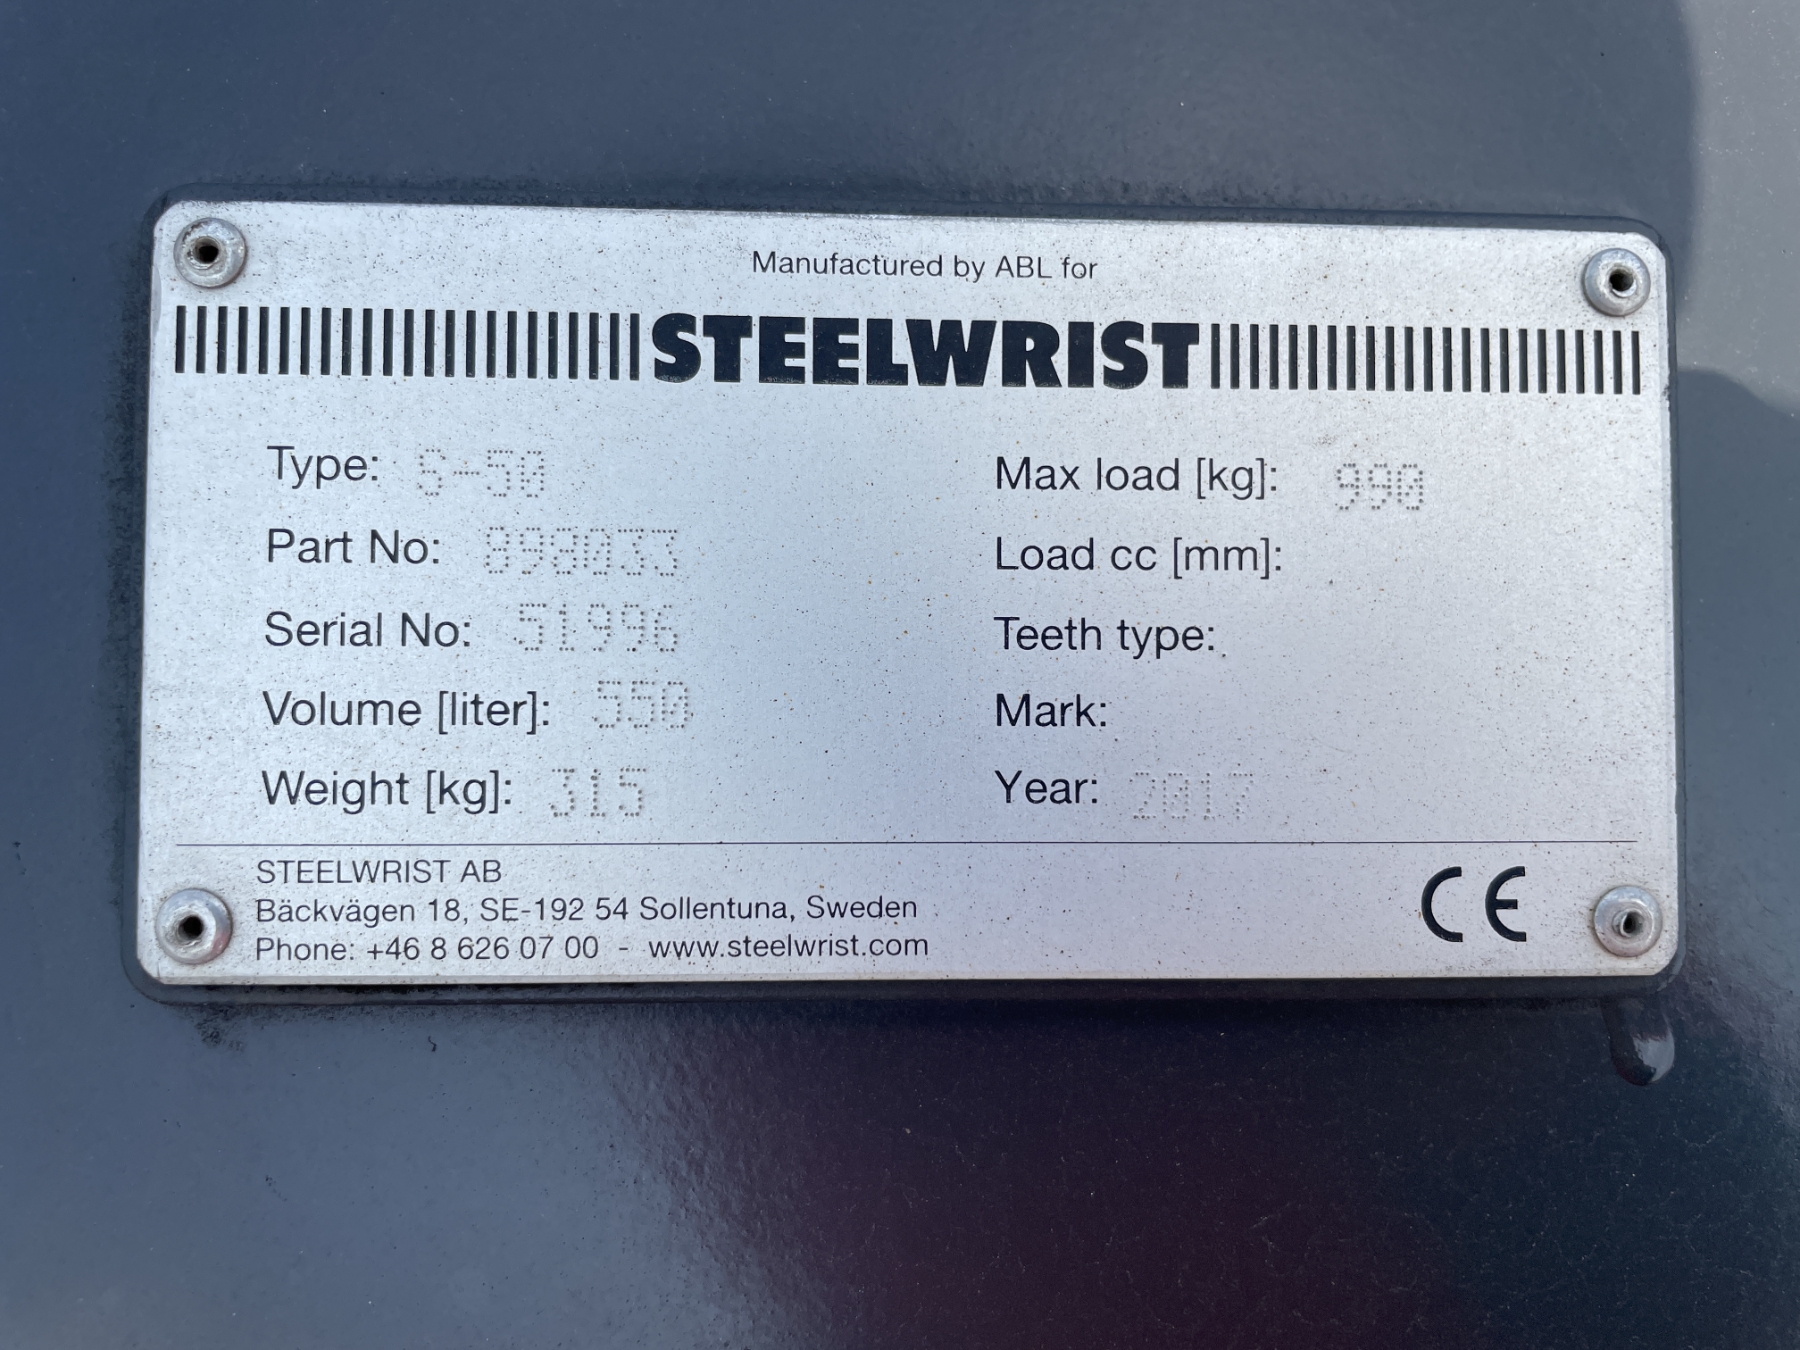 Manufactured by ABL for
STEELWRIST
Type: S-50
Part No: 898033
Serial No: 51996
Volume [liter]: 550
Weight [kg]: 315
Max load [kg]: 990
Load cc [mm]:
Teeth type:
Mark:
Year: 2017
STEELWRIST AB
Bäckvägen 18, SE-192 54 Sollentuna, Sweden
Phone: +46 8 626 07 00 - www.steelwrist.com
CE